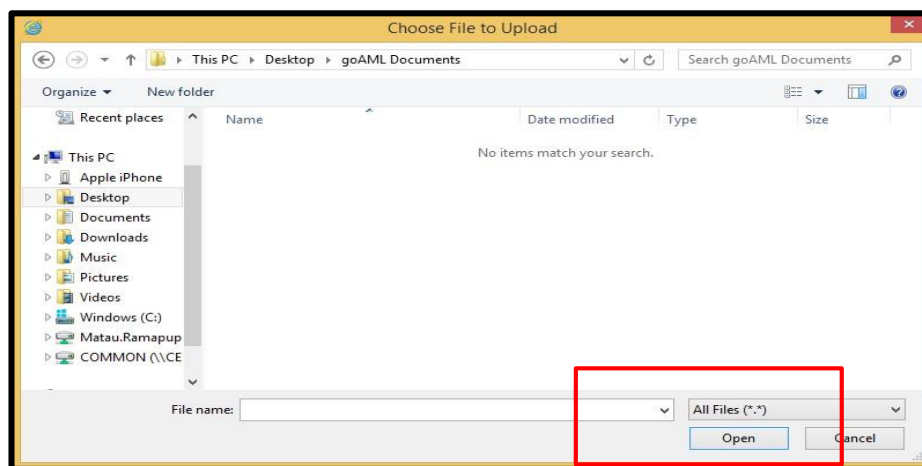 Choose File to Upload
This PC Desktop goAML Documents Search goAML Documents
Organize New folder
Recent places Name Date modified Type Size
No items match your search.
This PC
Apple iPhone
Desktop
Documents
Downloads
Music
Pictures
Videos
Windows (C:)
Matau.Ramapup
COMMON (\\CE
File name: All Files (*.*)
Open Cancel